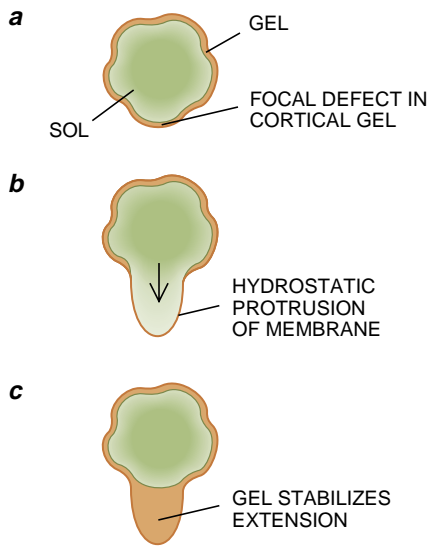 a
GEL
FOCAL DEFECT IN
CORTICAL GEL
SOL
b
HYDROSTATIC
PROTRUSION
OF MEMBRANE
c
GEL STABILIZES
EXTENSION